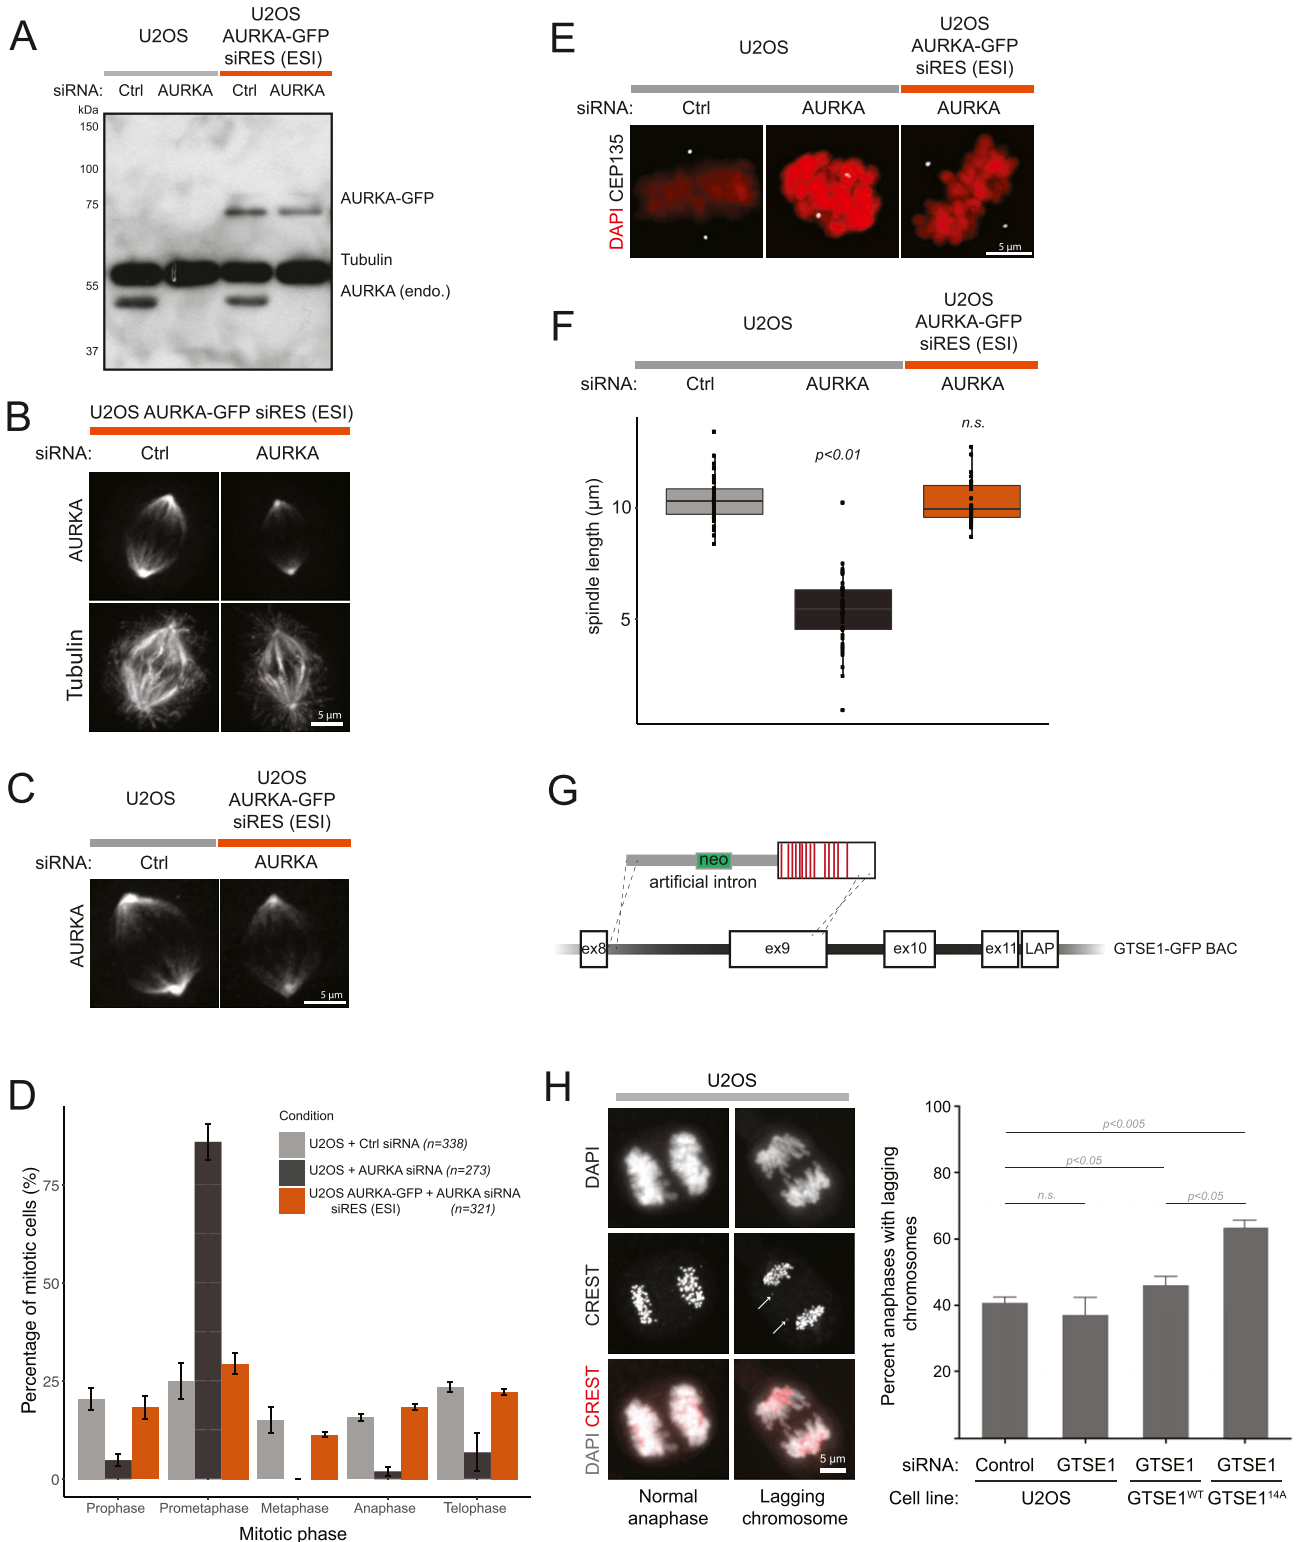 A
U2OS
U2OS
AURKA-GFP
siRES (ESI)
siRNA: Ctrl AURKA Ctrl AURKA
kDa
150
100
75
55
37
AURKA-GFP
Tubulin
AURKA (endo.)
B
U2OS AURKA-GFP siRES (ESI)
siRNA: Ctrl AURKA
AURKA
Tubulin
5 µm
C
U2OS
U2OS
AURKA-GFP
siRES (ESI)
siRNA: Ctrl AURKA
AURKA
5 µm
D
Percentage of mitotic cells (%)
75
50
25
0
Condition
U2OS + Ctrl siRNA (n=338)
U2OS + AURKA siRNA (n=273)
U2OS AURKA-GFP + AURKA siRNA
siRES (ESI) (n=321)
Prophase Prometaphase Metaphase Anaphase Telophase
Mitotic phase
E
U2OS
U2OS
AURKA-GFP
siRES (ESI)
siRNA: Ctrl AURKA AURKA
DAPI CEP135
5 µm
F
U2OS
U2OS
AURKA-GFP
siRES (ESI)
siRNA: Ctrl AURKA AURKA
spindle length (µm)
10
5
p<0.01
n.s.
G
neo
artificial intron
ex8 ex9 ex10 ex11 LAP
GTSE1-GFP BAC
H
U2OS
DAPI
CREST
DAPI CREST
5 µm
Normal
anaphase
Lagging
chromosome
Percent anaphases with lagging
chromosomes
100
80
60
40
20
p<0.005
p<0.05
n.s.
p<0.05
siRNA: Control GTSE1 GTSE1 GTSE1
Cell line: U2OS GTSE1WT GTSE114A